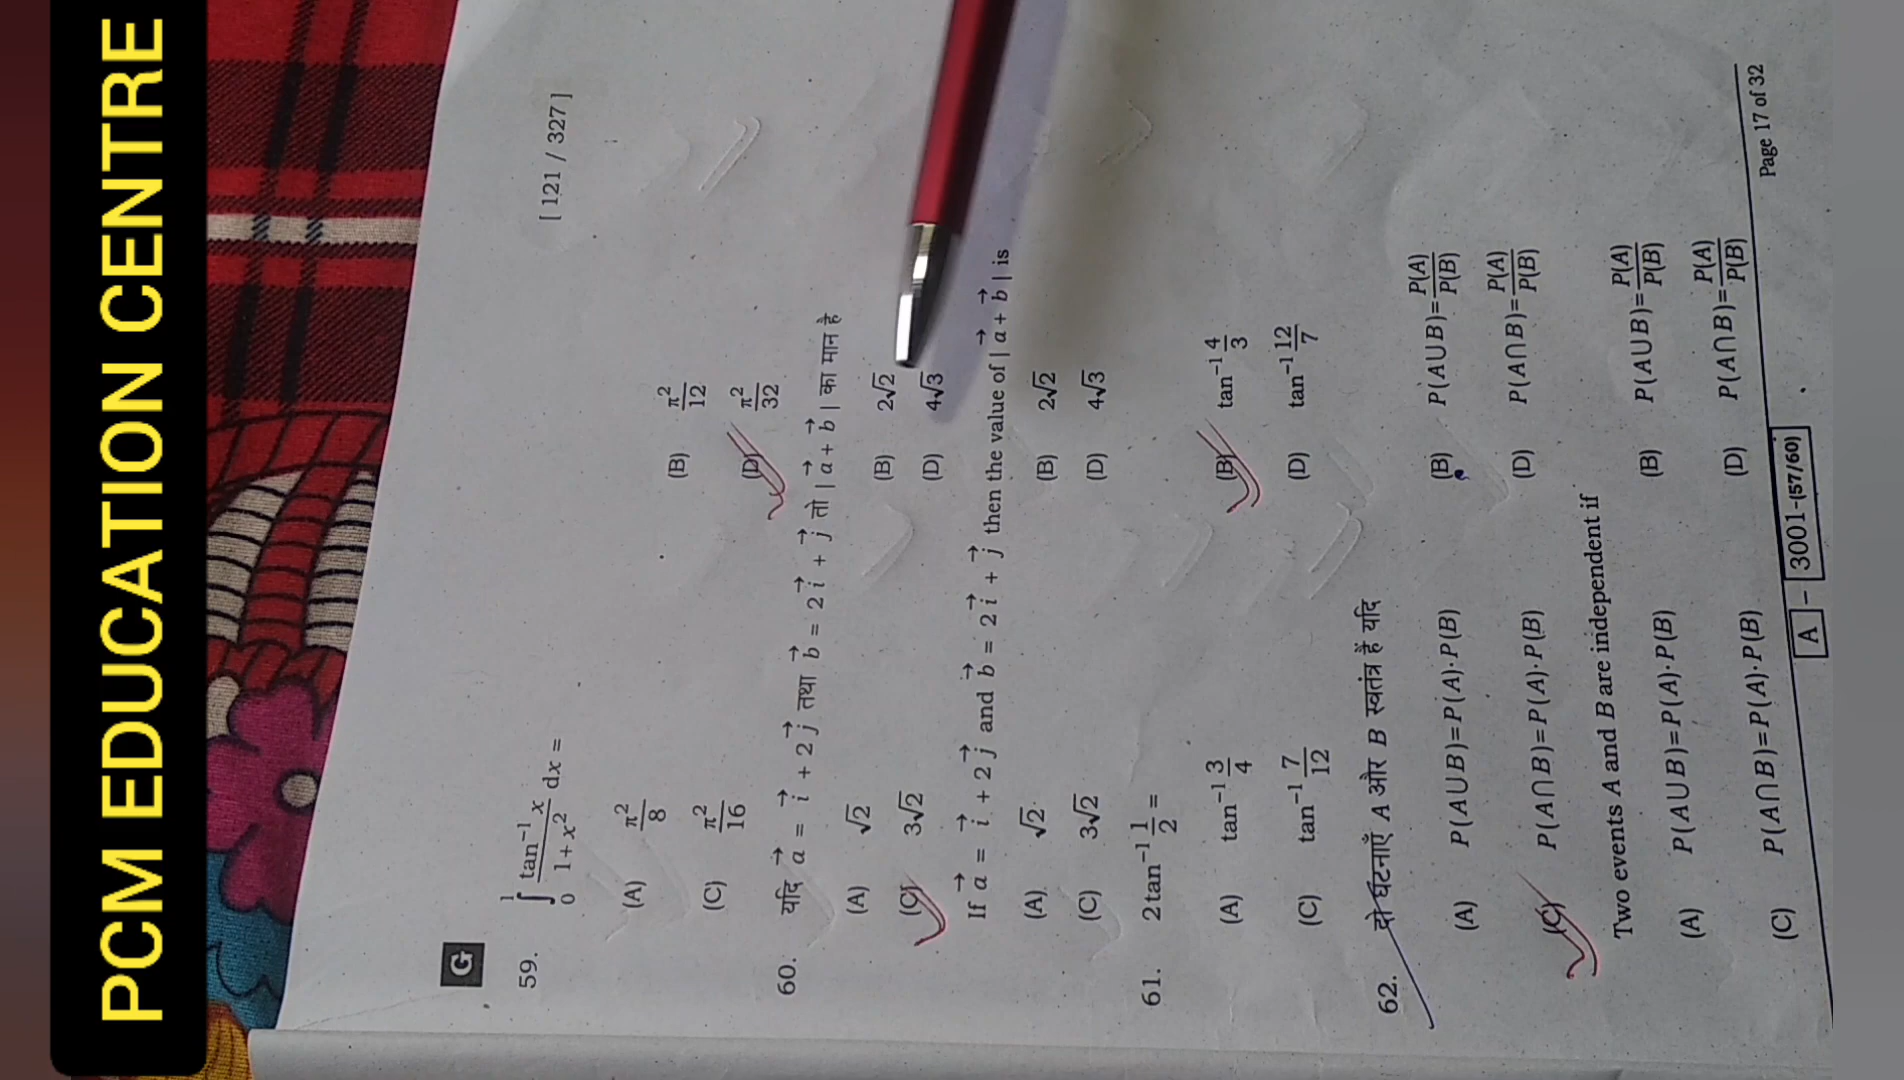 PCM EDUCATION CENTRE
G
[ 121 / 327 ]
59. ∫₀¹ tan⁻¹ x / 1 + x² dx =
(A) π²/8 (B) π²/12
(C) π²/16 (D) π²/32
60. यदि a⃗ = i⃗ + 2j⃗ तथा b⃗ = 2i⃗ + j⃗ तो | a⃗ + b⃗ | का मान है
(A) √2 (B) 2√2
(C) 3√2 (D) 4√3
If a⃗ = i⃗ + 2j⃗ and b⃗ = 2i⃗ + j⃗ then the value of | a⃗ + b⃗ | is
(A) √2 (B) 2√2
(C) 3√2 (D) 4√3
61. 2tan⁻¹ 1/2 =
(A) tan⁻¹ 3/4 (B) tan⁻¹ 4/3
(C) tan⁻¹ 7/12 (D) tan⁻¹ 12/7
62. दो घटनाएँ A और B स्वतंत्र हैं यदि
(A) P(A∪B)=P(A)·P(B) (B) P(A∪B)=P(A)/P(B)
(C) P(A∩B)=P(A)·P(B) (D) P(A∩B)=P(A)/P(B)
Two events A and B are independent if
(A) P(A∪B)=P(A)·P(B) (B) P(A∪B)=P(A)/P(B)
(C) P(A∩B)=P(A)·P(B) (D) P(A∩B)=P(A)/P(B)
A – 3001-(57/60)
Page 17 of 32